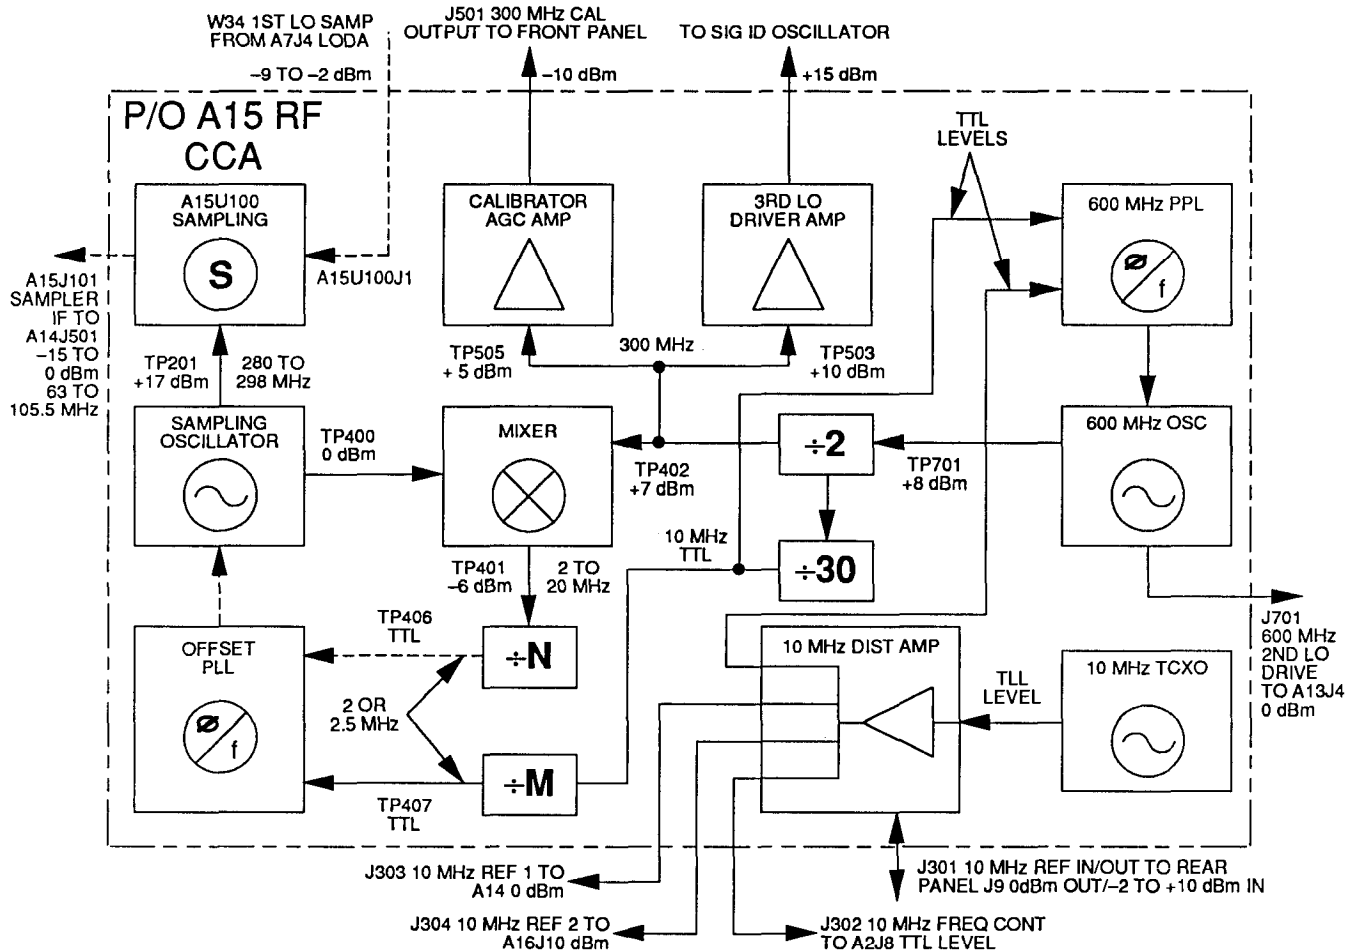 W34 1ST LO SAMP
FROM A7J4 LODA
–9 TO –2 dBm
J501 300 MHz CAL
OUTPUT TO FRONT PANEL
–10 dBm
TO SIG ID OSCILLATOR
+15 dBm
P/O A15 RF
CCA
TTL
LEVELS
A15U100
SAMPLING
S
A15U100J1
CALIBRATOR
AGC AMP
3RD LO
DRIVER AMP
600 MHz PPL
Ø
f
A15J101
SAMPLER
IF TO
A14J501
–15 TO
0 dBm
63 TO
105.5 MHz
TP201
+17 dBm
280 TO
298 MHz
TP505
+ 5 dBm
300 MHz
TP503
+10 dBm
SAMPLING
OSCILLATOR
TP400
0 dBm
MIXER
TP402
+7 dBm
÷2
TP701
+8 dBm
600 MHz OSC
10 MHz
TTL
÷30
TP401
–6 dBm
2 TO
20 MHz
J701
600 MHz
2ND LO
DRIVE
TO A13J4
0 dBm
OFFSET
PLL
Ø
f
TP406
TTL
÷N
2 OR
2.5 MHz
÷M
TP407
TTL
10 MHz DIST AMP
TLL
LEVEL
10 MHz TCXO
J303 10 MHz REF 1 TO
A14 0 dBm
J301 10 MHz REF IN/OUT TO REAR
PANEL J9 0dBm OUT/–2 TO +10 dBm IN
J304 10 MHz REF 2 TO
A16J10 dBm
J302 10 MHz FREQ CONT
TO A2J8 TTL LEVEL